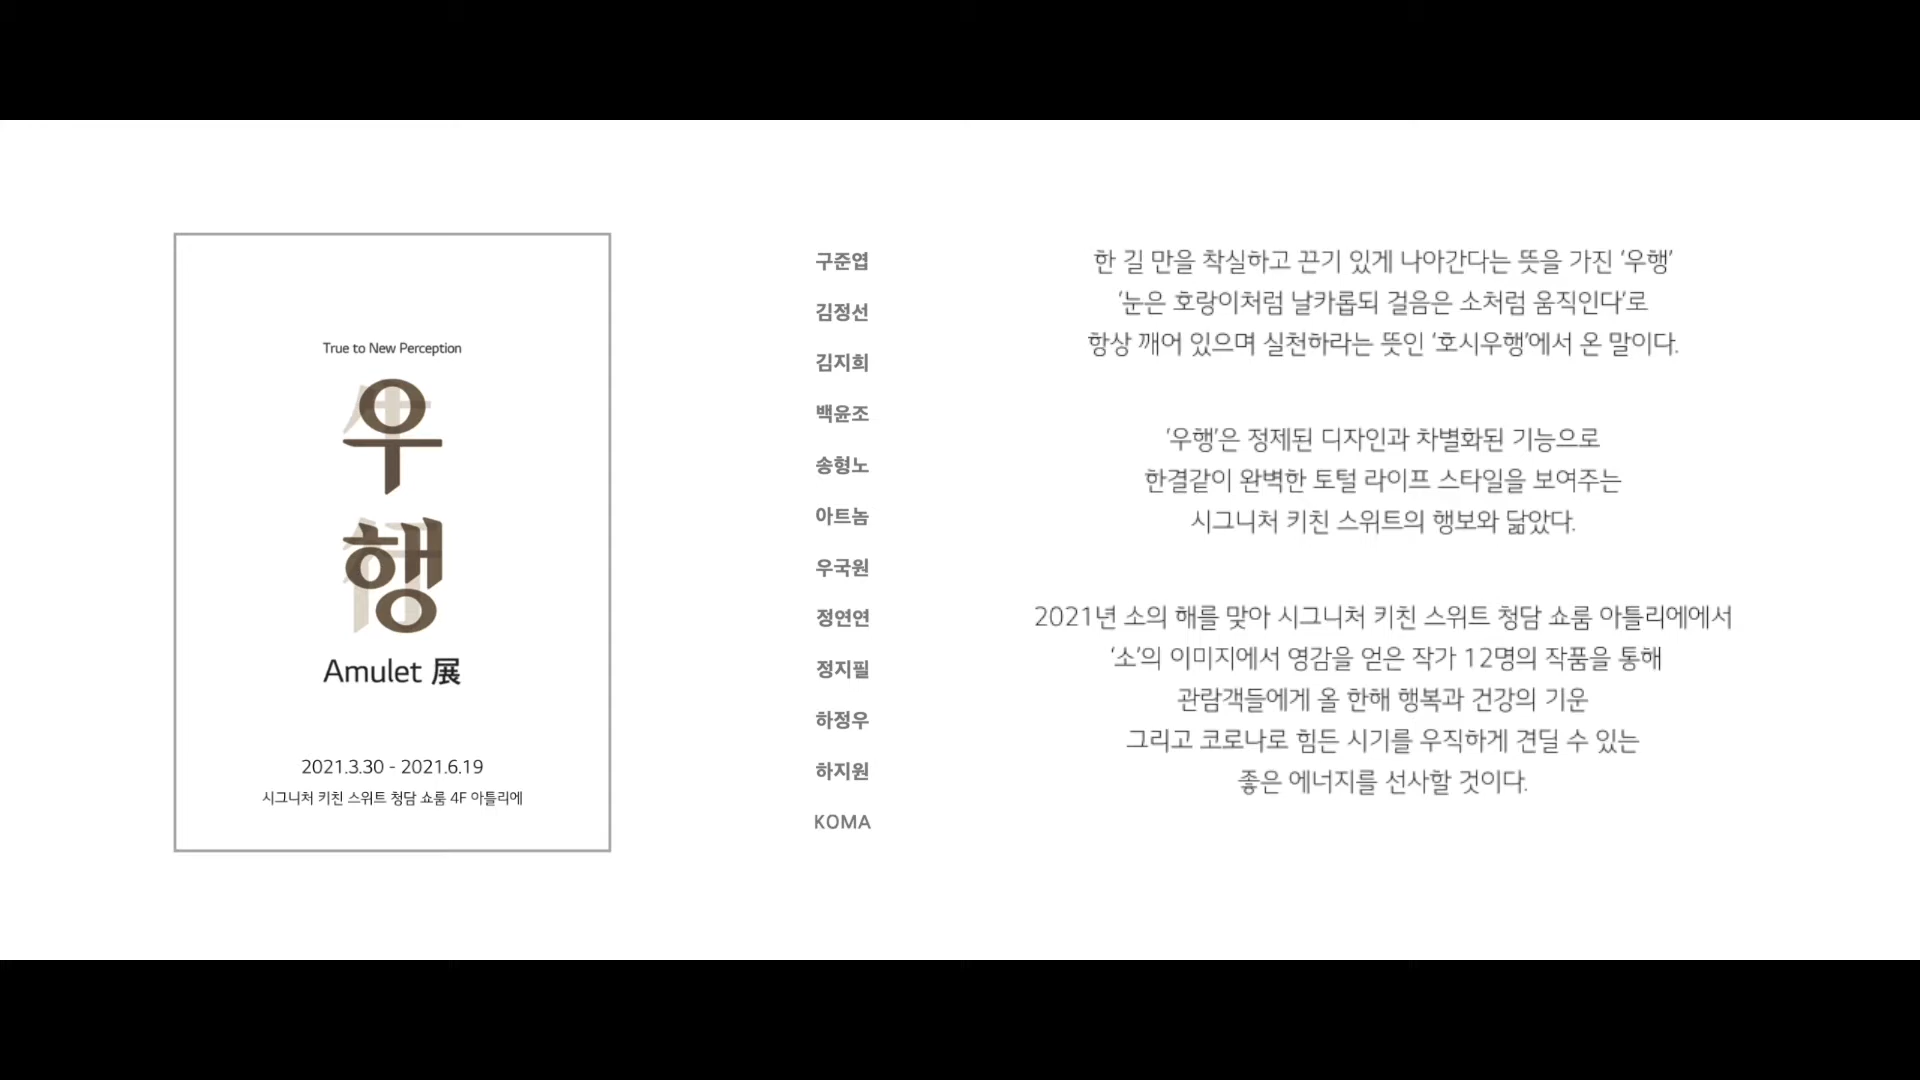 True to New Perception
우
행
Amulet 展
2021.3.30 - 2021.6.19
시그니처 키친 스위트 청담 쇼룸 4F 아틀리에
구준엽
김정선
김지희
백윤조
송형노
아트놈
우국원
정연연
정지필
하정우
하지원
KOMA
한 길 만을 착실하고 끈기 있게 나아간다는 뜻을 가진 ‘우행’
‘눈은 호랑이처럼 날카롭되 걸음은 소처럼 움직인다’로
항상 깨어 있으며 실천하라는 뜻인 ‘호시우행’에서 온 말이다.
‘우행’은 정제된 디자인과 차별화된 기능으로
한결같이 완벽한 토털 라이프 스타일을 보여주는
시그니처 키친 스위트의 행보와 닮았다.
2021년 소의 해를 맞아 시그니처 키친 스위트 청담 쇼룸 아틀리에에서
‘소’의 이미지에서 영감을 얻은 작가 12명의 작품을 통해
관람객들에게 올 한해 행복과 건강의 기운
그리고 코로나로 힘든 시기를 우직하게 견딜 수 있는
좋은 에너지를 선사할 것이다.